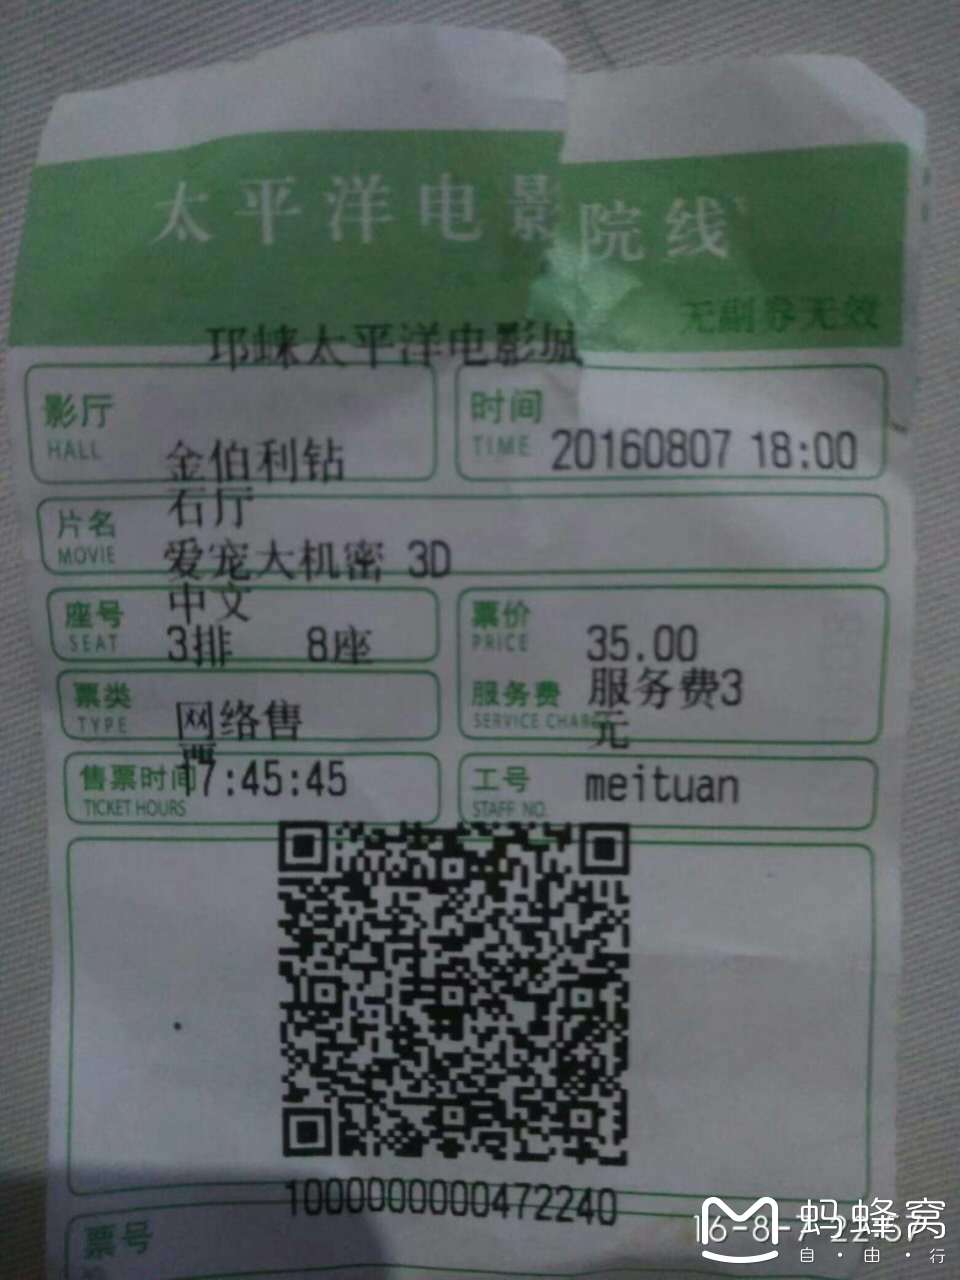 太平洋电影院线
无副券无效
邛崃太平洋电影城
影厅
HALL
金伯利钻
石厅
时间
TIME
20160807 18:00
片名
MOVIE
爱宠大机密 3D
中文
座号
SEAT
3排 8座
票价
PRICE
35.00
服务费
SERVICE CHARGE
服务费3
元
票类
TYPE
网络售
票
售票时间
TICKET HOURS
17:45:45
工号
STAFF NO.
meituan
1000000000472240
票号
16-8-7 22:57
蚂蜂窝
自·由·行